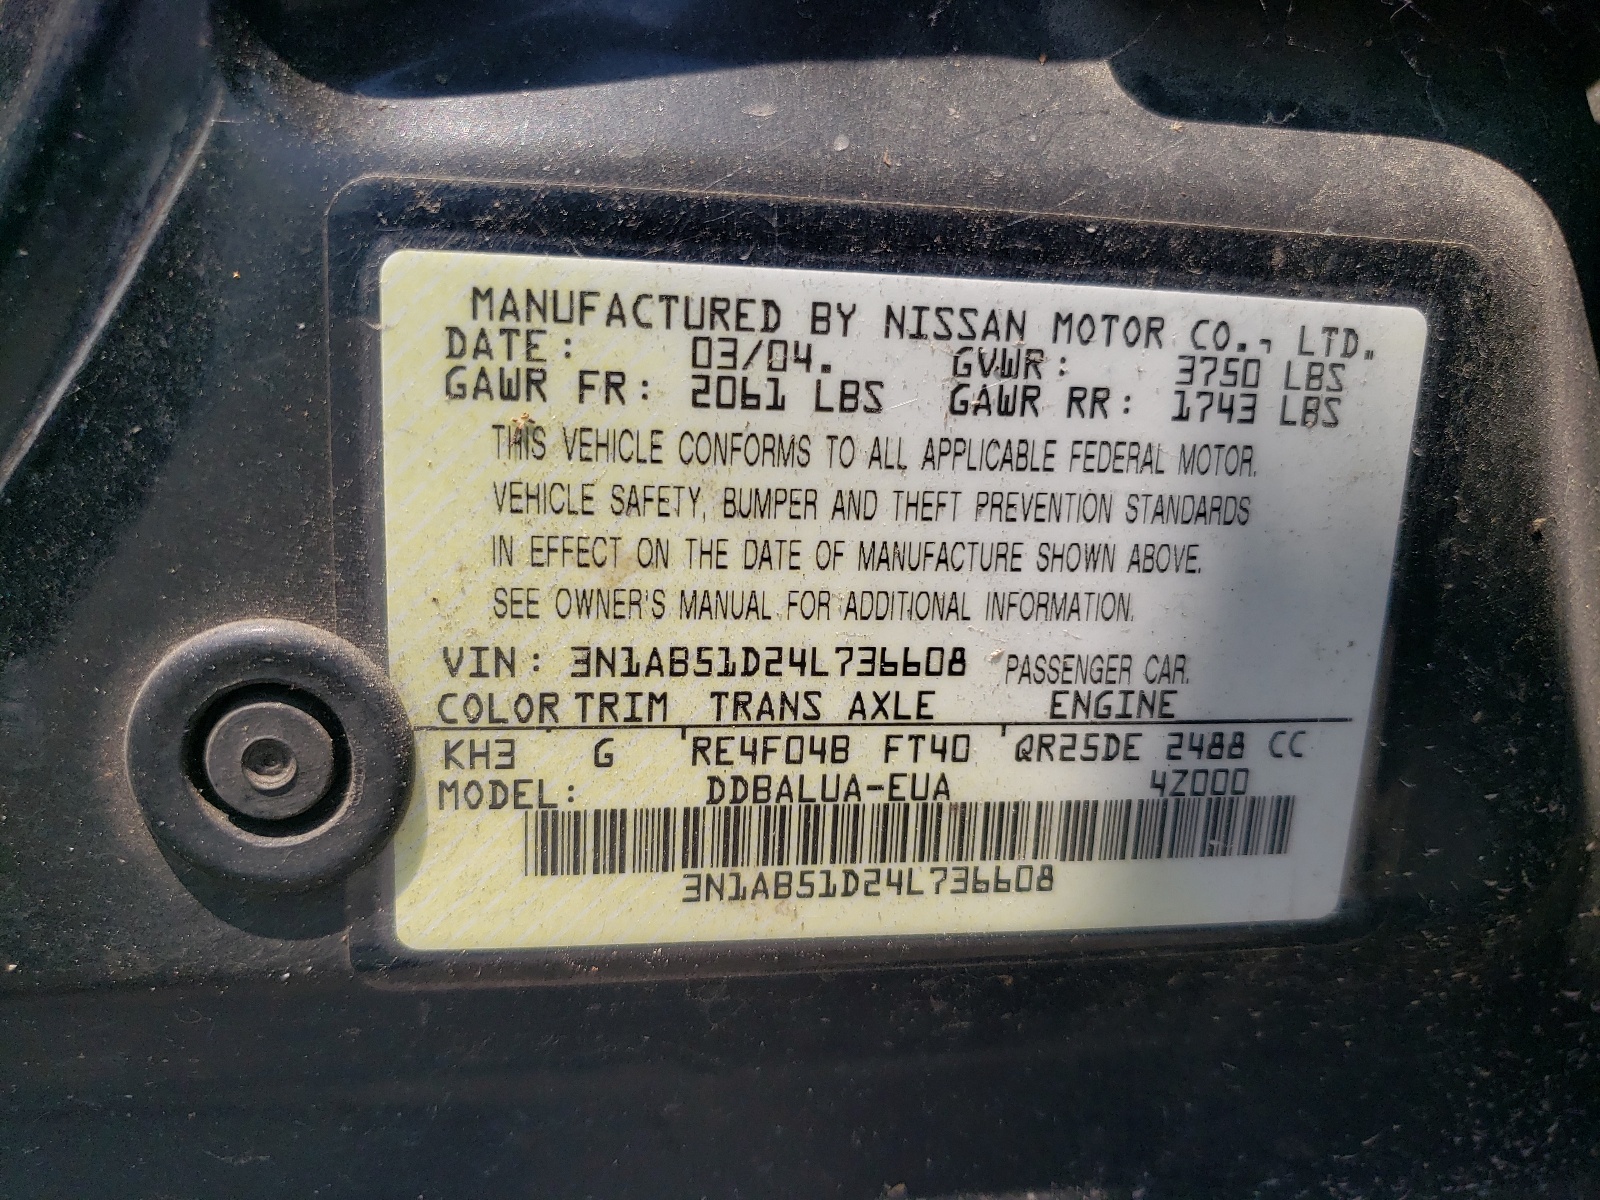 MANUFACTURED BY NISSAN MOTOR CO., LTD.
DATE: 03/04. GVWR: 3750 LBS
GAWR FR: 2061 LBS GAWR RR: 1743 LBS
THIS VEHICLE CONFORMS TO ALL APPLICABLE FEDERAL MOTOR.
VEHICLE SAFETY, BUMPER AND THEFT PREVENTION STANDARDS
IN EFFECT ON THE DATE OF MANUFACTURE SHOWN ABOVE.
SEE OWNER'S MANUAL FOR ADDITIONAL INFORMATION.
VIN: 3N1AB51D24L736608 PASSENGER CAR.
COLOR TRIM TRANS AXLE ENGINE
KH3 G RE4F04B FT40 QR25DE 2488 CC
MODEL: DDBALUA-EUA 4Z000
3N1AB51D24L736608